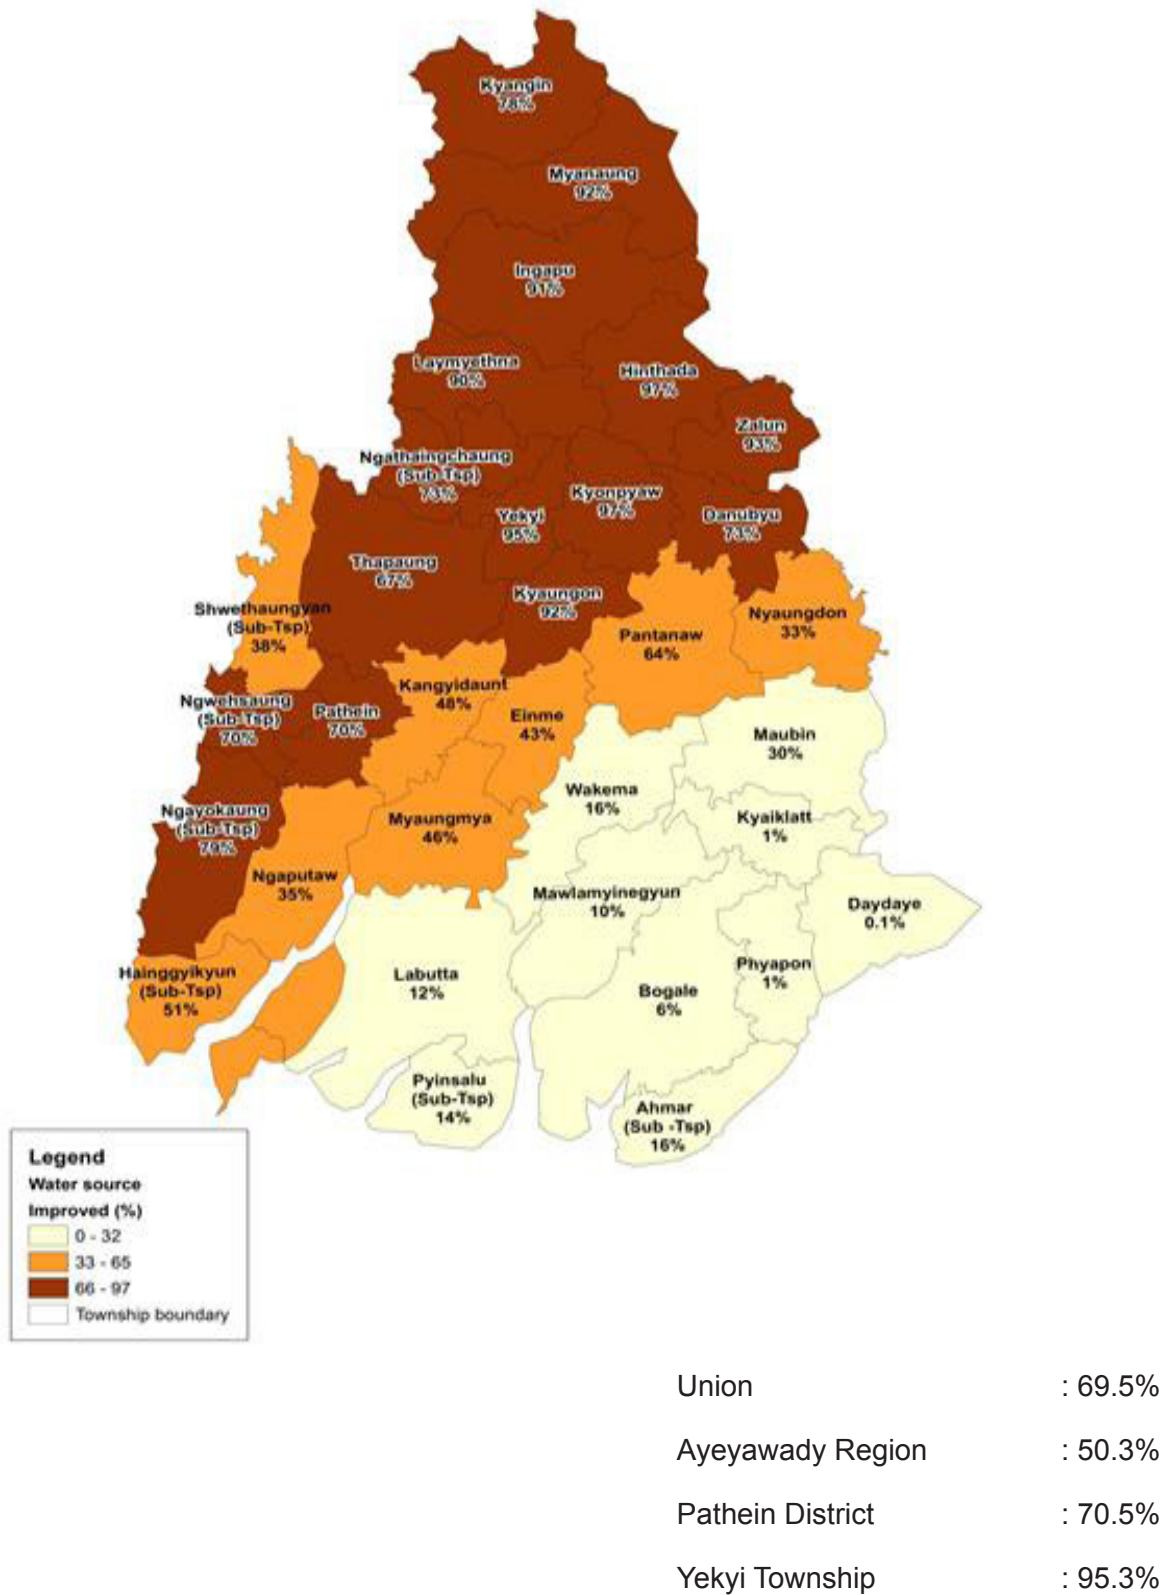 Kyangin
78%
Myanaung
92%
Ingapu
91%
Laymyethna
90%
Hinthada
97%
Zalun
93%
Ngathaingchaung
(Sub-Tsp)
73%
Kyonpyaw
97%
Yekyi
95%
Danubyu
73%
Thapaung
67%
Kyaungon
92%
Shwethaungyan
(Sub-Tsp)
38%
Nyaungdon
33%
Pantanaw
64%
Kangyidaunt
48%
Ngwehsaung
(Sub-Tsp)
70%
Pathein
70%
Einme
43%
Maubin
30%
Wakema
16%
Ngayokaung
(Sub-Tsp)
79%
Myaungmya
46%
Kyaiklatt
1%
Ngaputaw
35%
Mawlamyinegyun
10%
Daydaye
0.1%
Hainggyikyun
(Sub-Tsp)
51%
Labutta
12%
Phyapon
1%
Bogale
6%
Pyinsalu
(Sub-Tsp)
14%
Ahmar
(Sub -Tsp)
16%
Legend
Water source
Improved (%)
0 - 32
33 - 65
66 - 97
Township boundary
Union : 69.5%
Ayeyawady Region : 50.3%
Pathein District : 70.5%
Yekyi Township : 95.3%